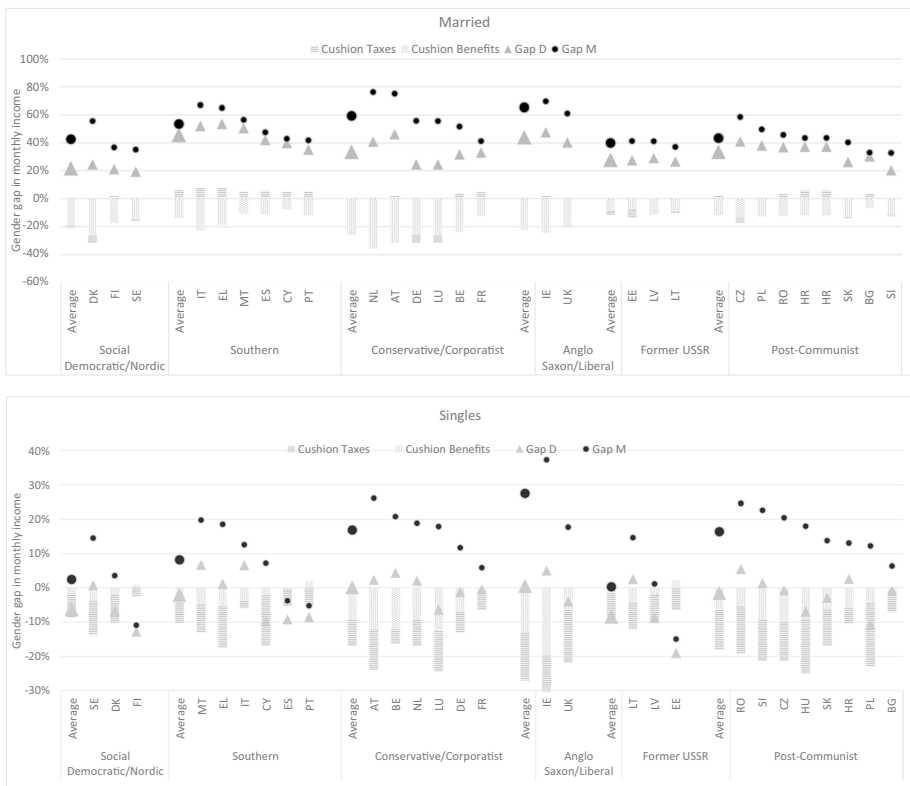 Married
Cushion Taxes Cushion Benefits Gap D Gap M
Gender gap in monthly income
100%
80%
60%
40%
20%
0%
-20%
-40%
-60%
Average DK FI SE Average IT EL MT ES CY PT Average NL AT DE LU BE FR Average IE UK Average EE LV LT Average CZ PL RO HR HR SK BG SI
Social Democratic/Nordic
Southern
Conservative/Corporatist
Anglo Saxon/Liberal
Former USSR
Post-Communist
Singles
Cushion Taxes Cushion Benefits Gap D Gap M
Gender gap in monthly income
40%
30%
20%
10%
0%
-10%
-20%
-30%
Average SE DK FI Average MT EL IT CY ES PT Average AT BE NL LU DE FR Average IE UK Average LT LV EE Average RO SI CZ HU SK HR PL BG
Social Democratic/Nordic
Southern
Conservative/Corporatist
Anglo Saxon/Liberal
Former USSR
Post-Communist